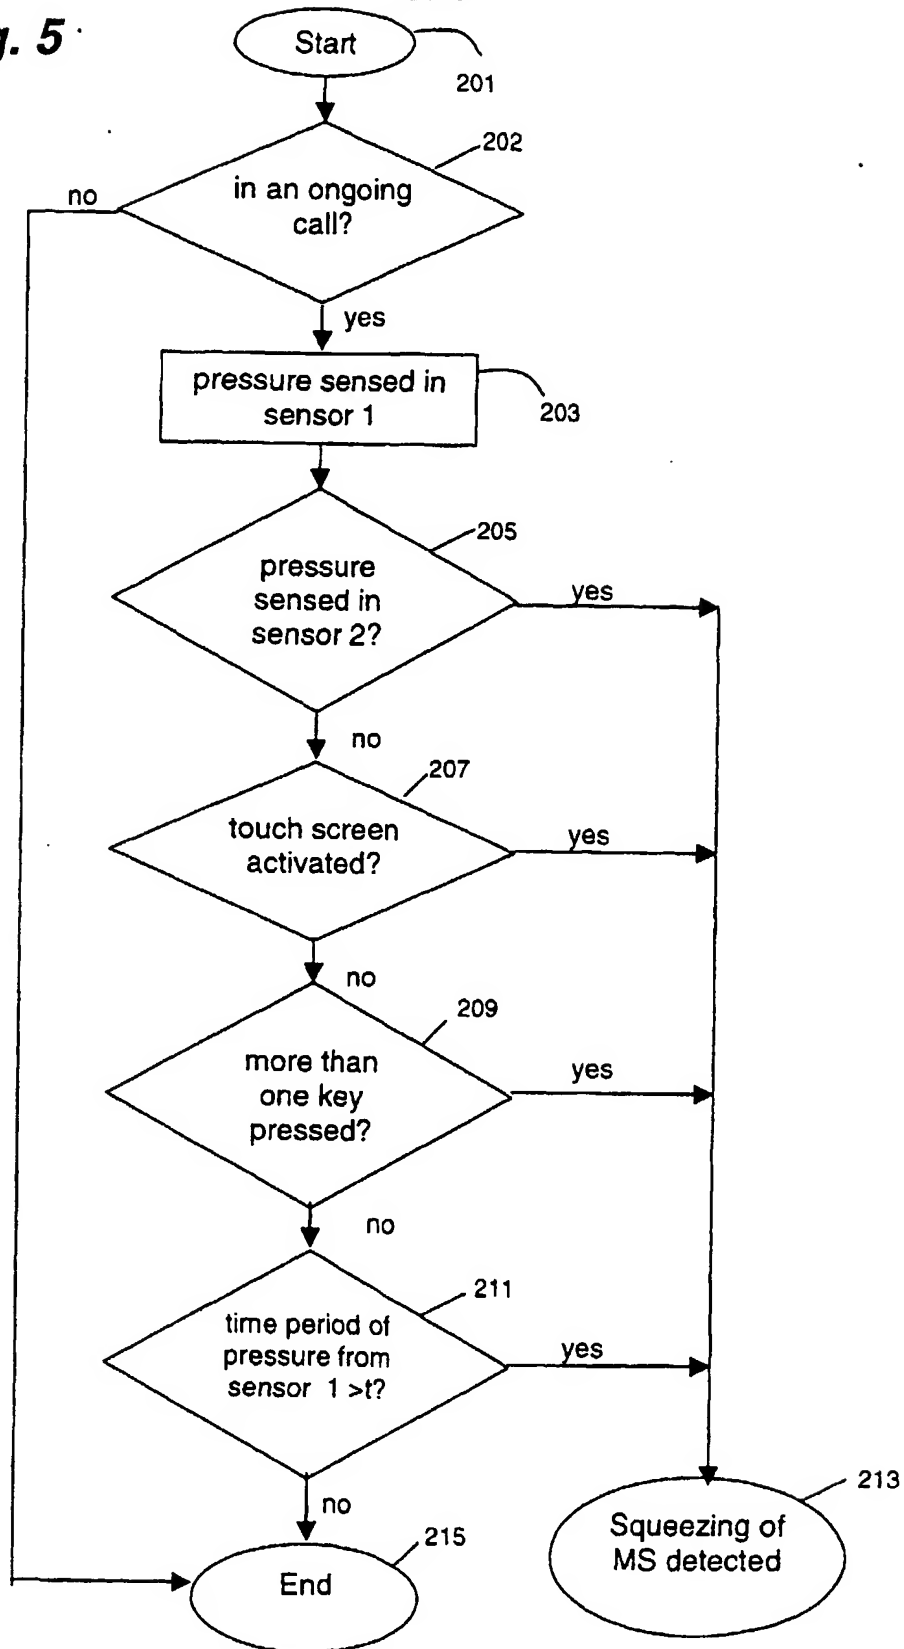 g. 5
Start
201
202
in an ongoing
call?
no
yes
pressure sensed in
sensor 1
203
205
pressure
sensed in
sensor 2?
yes
no
207
touch screen
activated?
yes
no
209
more than
one key
pressed?
yes
no
211
time period of
pressure from
sensor 1 >t?
yes
no
213
Squeezing of
MS detected
215
End